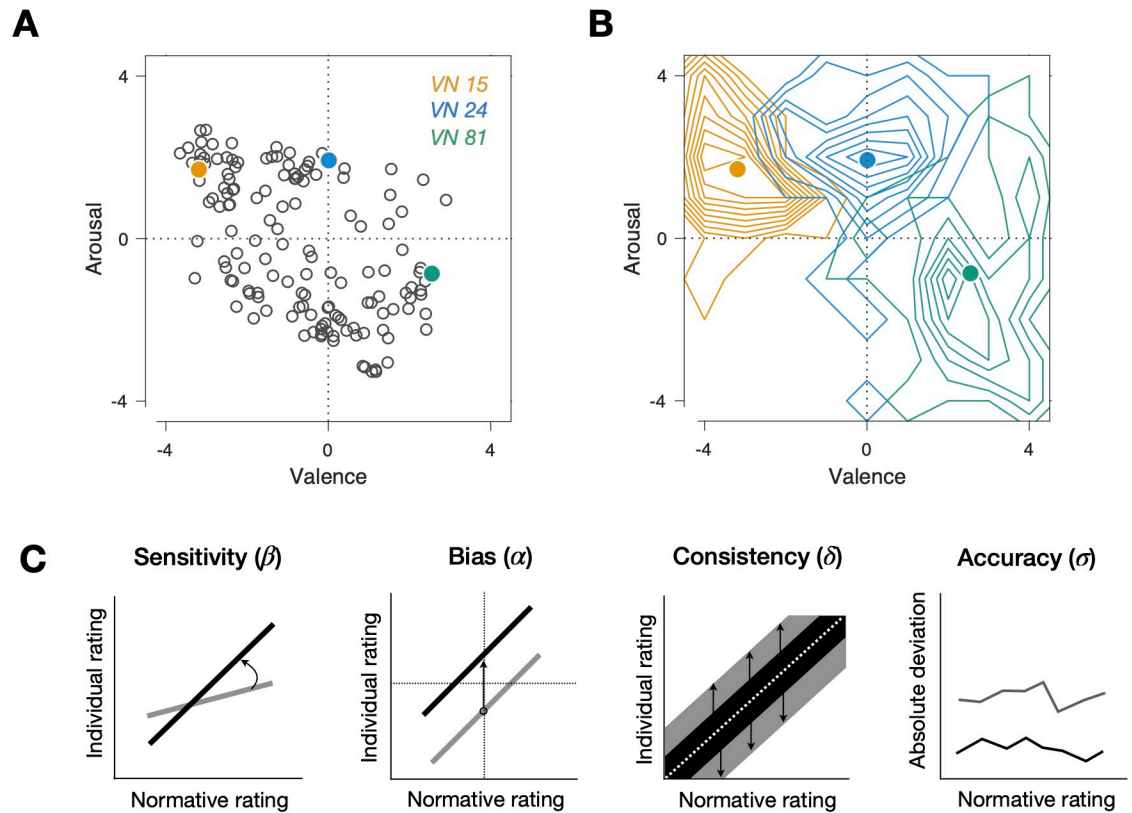 A
B
VN 15
VN 24
VN 81
4
0
-4
Arousal
-4
0
4
Valence
4
0
-4
Arousal
-4
0
4
Valence
C
Sensitivity (β)
Bias (α)
Consistency (δ)
Accuracy (σ)
Individual rating
Individual rating
Individual rating
Absolute deviation
Normative rating
Normative rating
Normative rating
Normative rating